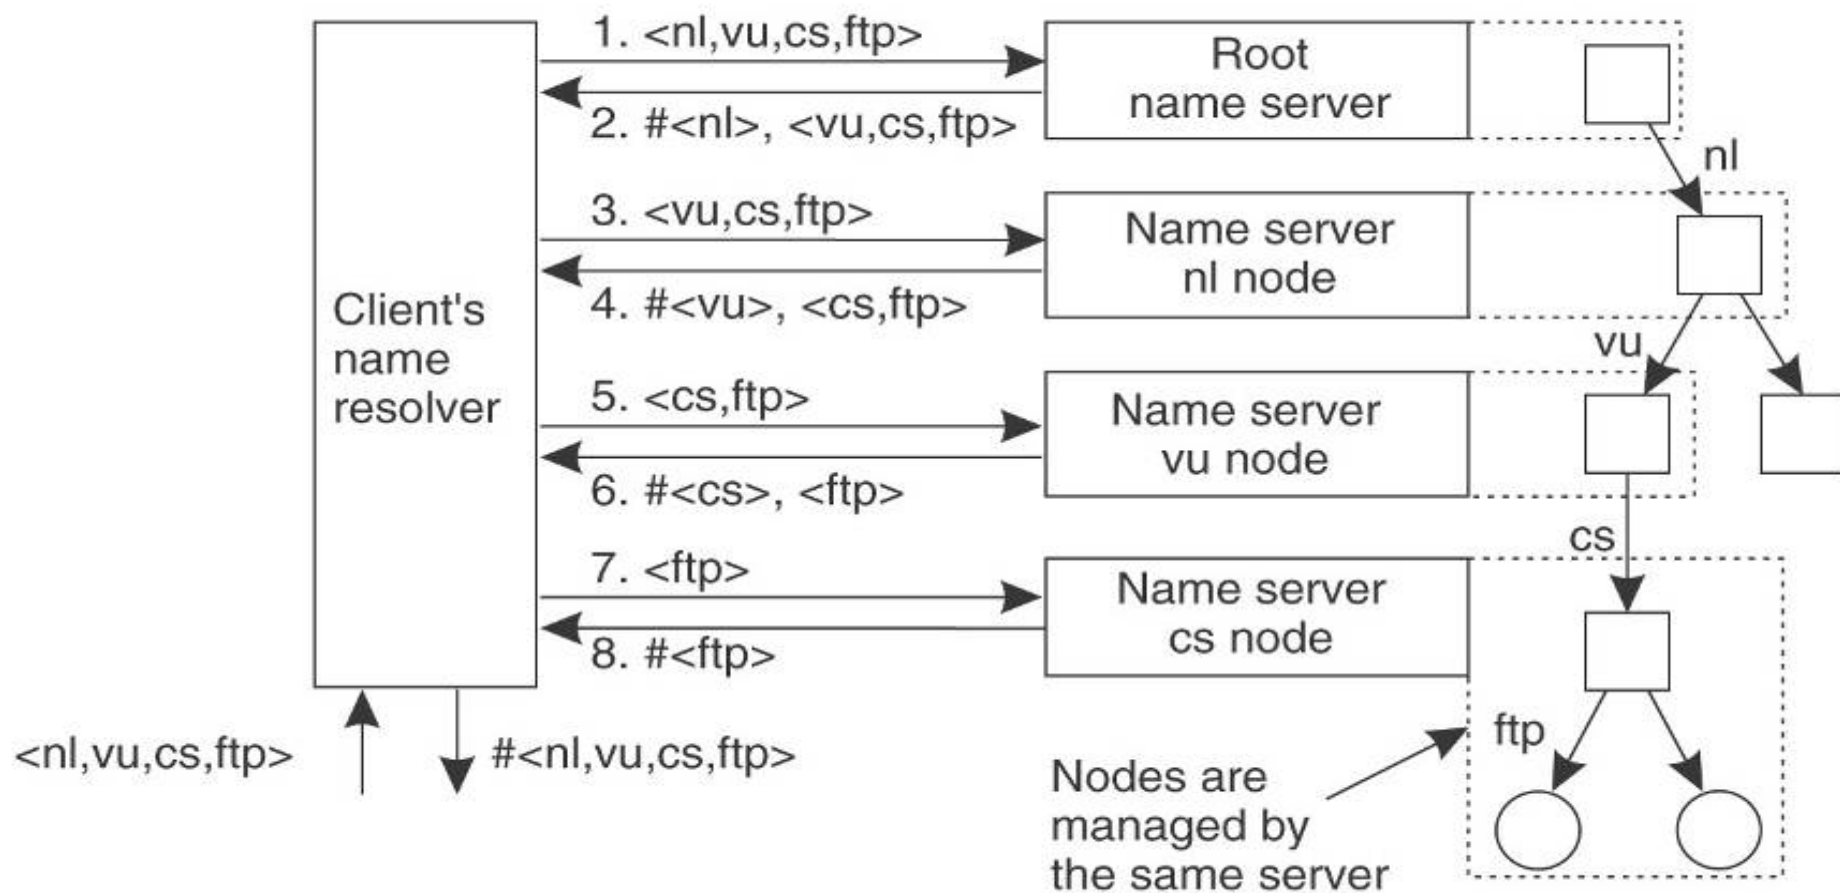 1. <nl,vu,cs,ftp>
2. #<nl>, <vu,cs,ftp>
3. <vu,cs,ftp>
4. #<vu>, <cs,ftp>
5. <cs,ftp>
6. #<cs>, <ftp>
7. <ftp>
8. #<ftp>
Client's
name
resolver
<nl,vu,cs,ftp>
#<nl,vu,cs,ftp>
Root
name server
Name server
nl node
Name server
vu node
Name server
cs node
nl
vu
cs
ftp
Nodes are
managed by
the same server